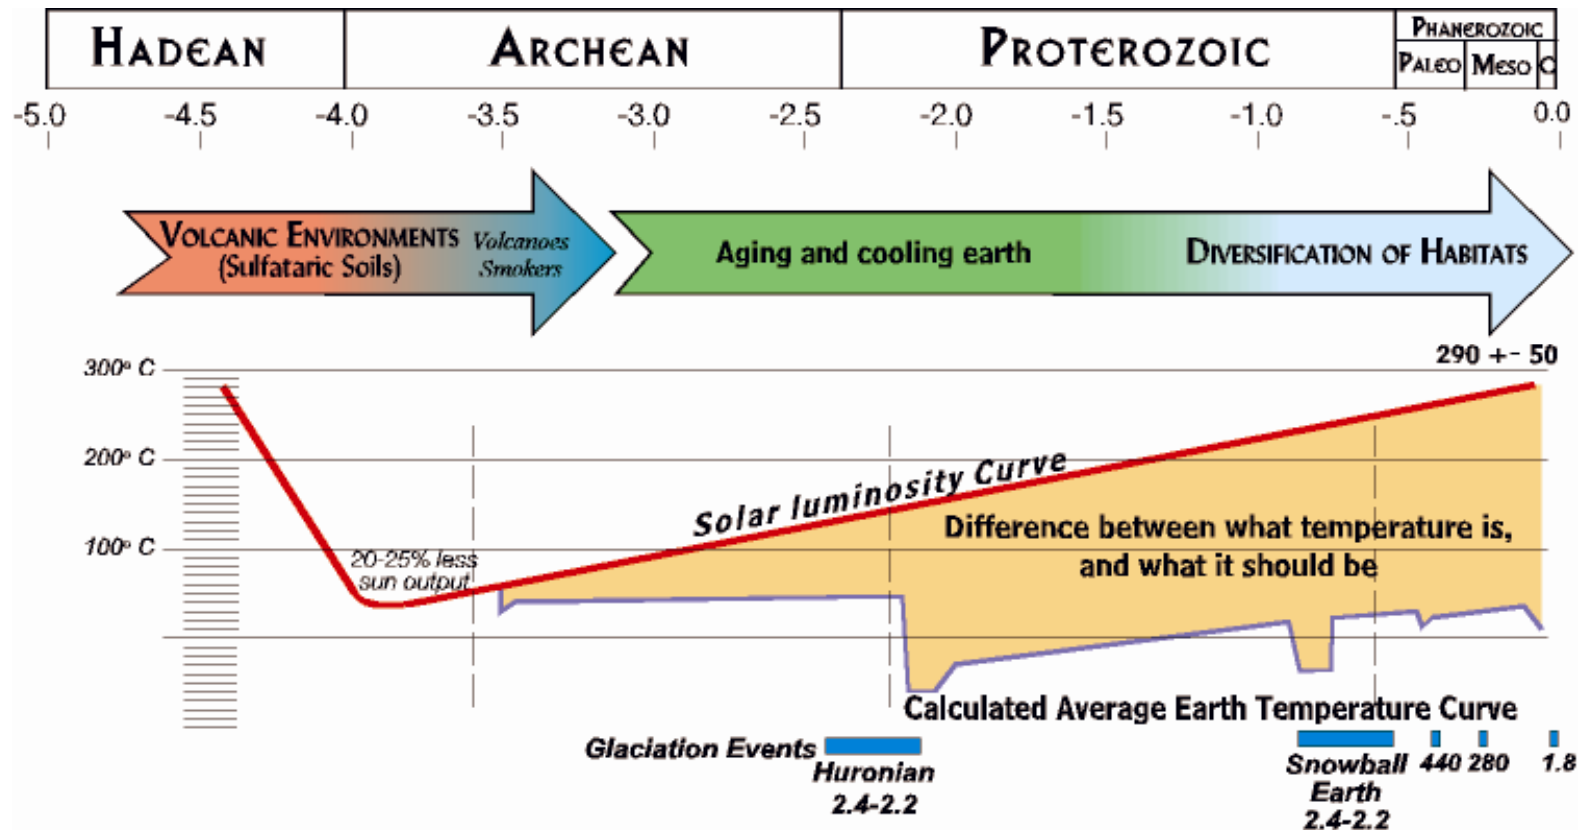 HADEAN
ARCHEAN
PROTEROZOIC
PHANEROZOIC
PALEO
MESO
C
-5.0
-4.5
-4.0
-3.5
-3.0
-2.5
-2.0
-1.5
-1.0
-.5
0.0
VOLCANIC ENVIRONMENTS
(Sulfataric Soils)
Volcanoes
Smokers
Aging and cooling earth
DIVERSIFICATION OF HABITATS
290 +- 50
300° C
200° C
100° C
20-25% less
sun output
Solar luminosity Curve
Difference between what temperature is,
and what it should be
Calculated Average Earth Temperature Curve
Glaciation Events
Huronian
2.4-2.2
Snowball
Earth
2.4-2.2
440
280
1.8